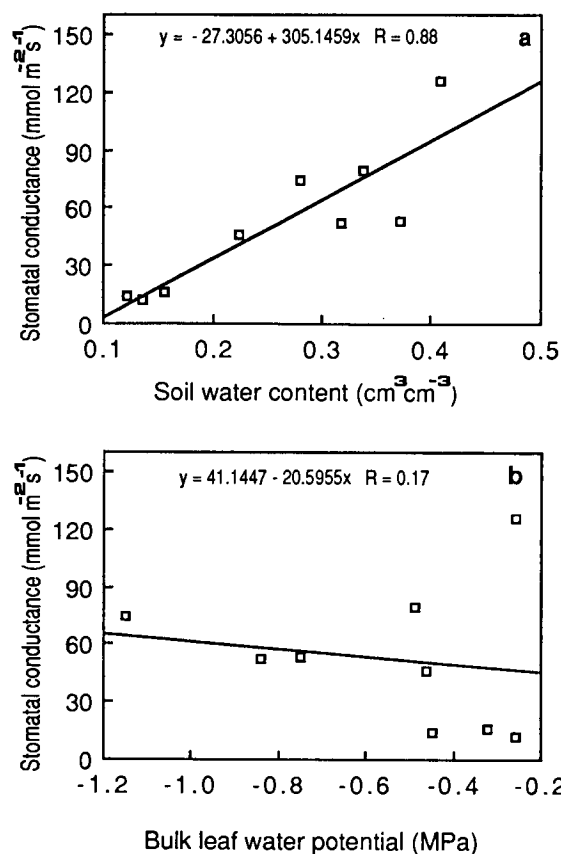 y = - 27.3056 + 305.1459x R = 0.88
a
Stomatal conductance (mmol m⁻² s⁻¹)
150
120
90
60
30
0
0.1 0.2 0.3 0.4 0.5
Soil water content (cm³ cm⁻³)
y = 41.1447 - 20.5955x R = 0.17
b
Stomatal conductance (mmol m⁻² s⁻¹)
150
120
90
60
30
0
-1.2 -1.0 -0.8 -0.6 -0.4 -0.2
Bulk leaf water potential (MPa)